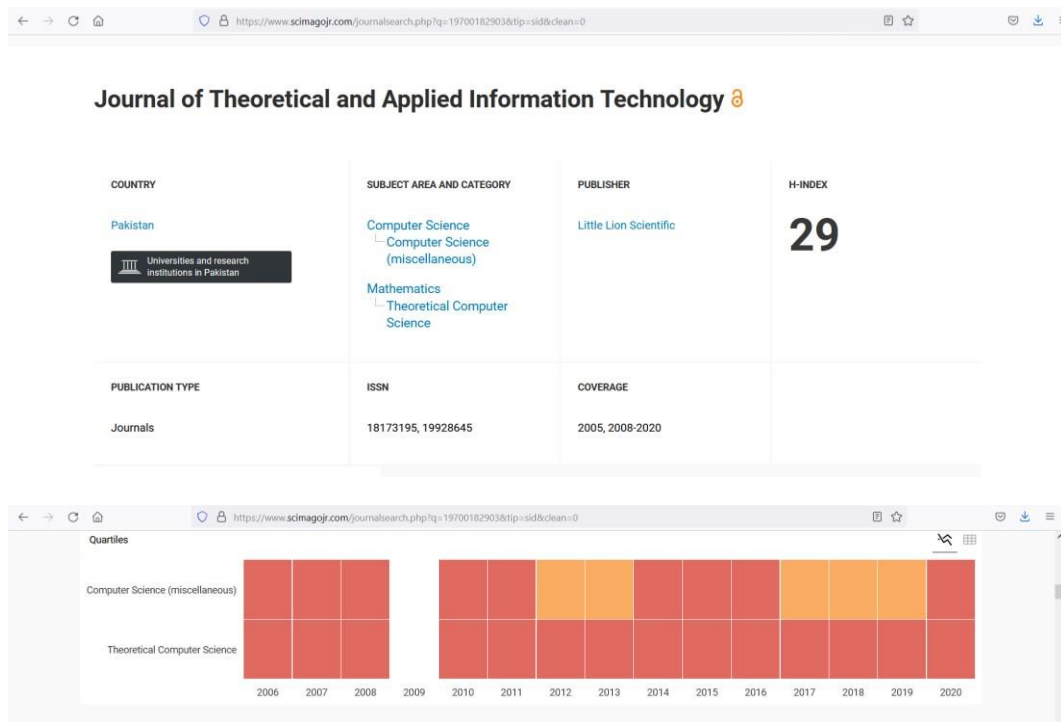 https://www.scimagojr.com/journalsearch.php?q=19700182903&tip=sid&clean=0
Journal of Theoretical and Applied Information Technology
COUNTRY
Pakistan
Universities and research
institutions in Pakistan
SUBJECT AREA AND CATEGORY
Computer Science
Computer Science
(miscellaneous)
Mathematics
Theoretical Computer
Science
PUBLISHER
Little Lion Scientific
H-INDEX
29
PUBLICATION TYPE
Journals
ISSN
18173195, 19928645
COVERAGE
2005, 2008-2020
https://www.scimagojr.com/journalsearch.php?q=19700182903&tip=sid&clean=0
Quartiles
Computer Science (miscellaneous)
Theoretical Computer Science
2006 2007 2008 2009 2010 2011 2012 2013 2014 2015 2016 2017 2018 2019 2020